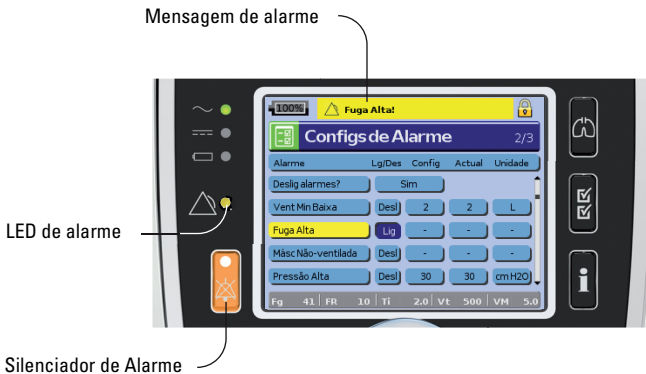 Mensagem de alarme
100% Fuga Alta!
Configs de Alarme 2/3
Alarme Lg/Des Config Actual Unidade
Deslig alarmes? Sim
Vent Min Baixa Desl 2 2 L
Fuga Alta Lig - - -
Másc Não-ventilada Desl - - -
Pressão Alta Desl 30 30 cm H2O
Fg 41 FR 10 Ti 2.0 Vt 500 VM 5.0
LED de alarme
Silenciador de Alarme